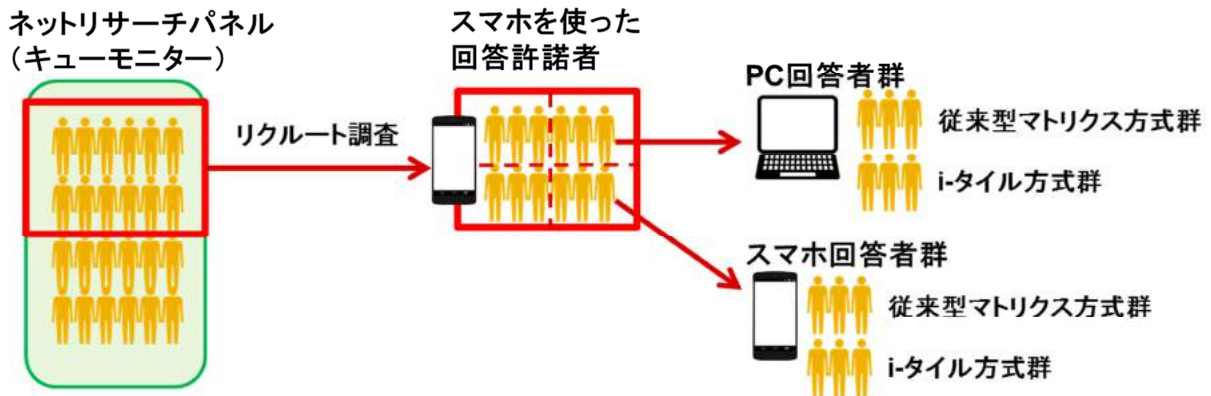 ネットリサーチパネル
（キューモニター）
リクルート調査
スマホを使った
回答許諾者
PC回答者群
従来型マトリクス方式群
i-タイル方式群
スマホ回答者群
従来型マトリクス方式群
i-タイル方式群